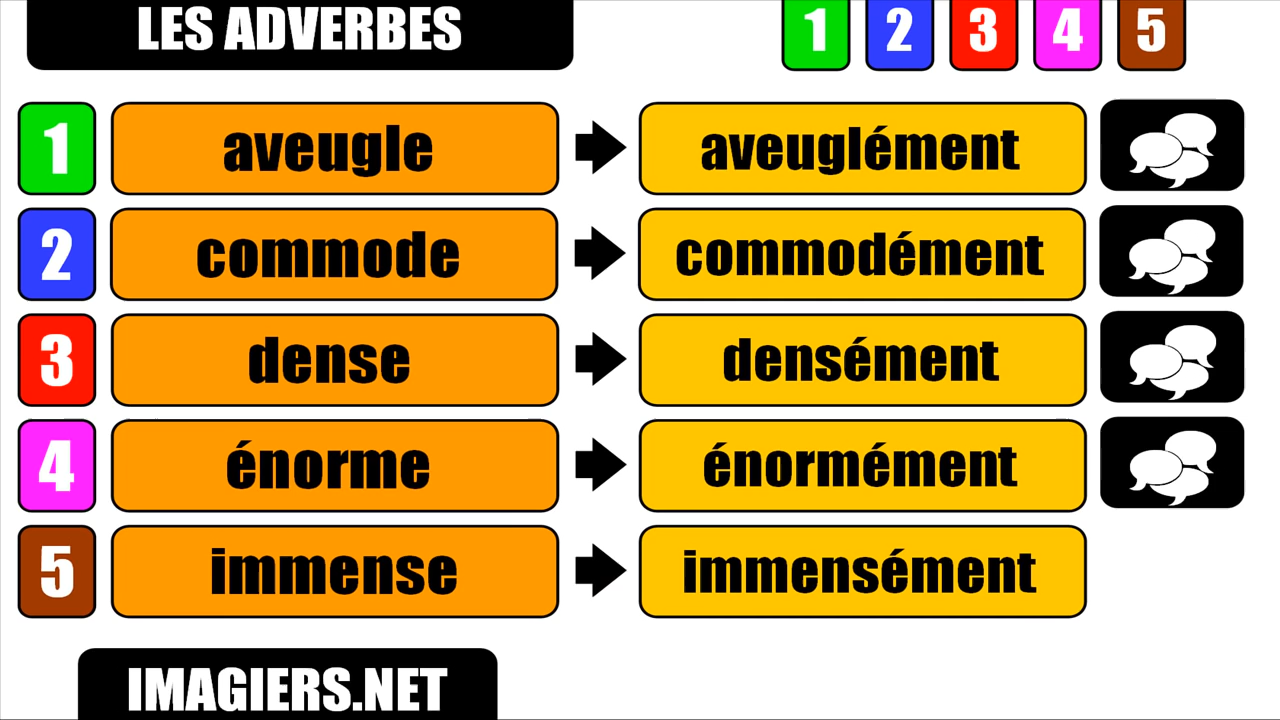 LES ADVERBES
1 2 3 4 5
1 aveugle aveuglément
2 commode commodément
3 dense densément
4 énorme énormément
5 immense immensément
IMAGIERS.NET